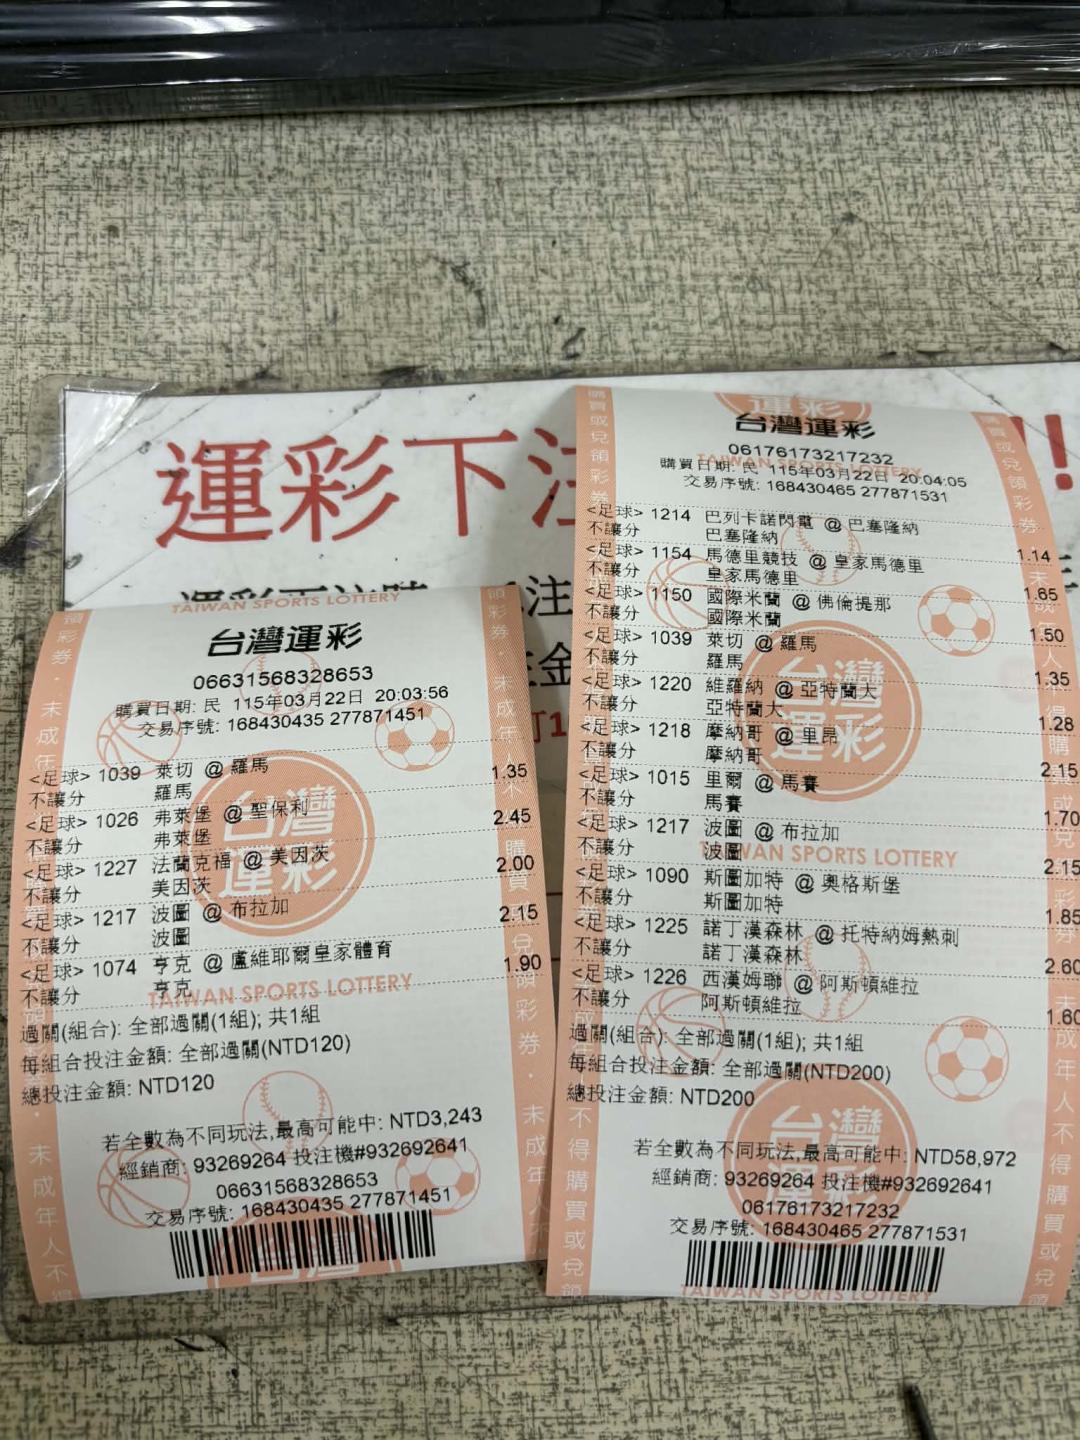 運彩下注
!!
TAIWAN SPORTS LOTTERY
台灣運彩
06631568328653
購買日期: 民 115年03月22日 20:03:56
交易序號: 168430435 277871451
<足球> 1039 萊切 @ 羅馬
不讓分 羅馬 1.35
<足球> 1026 弗萊堡 @ 聖保利
不讓分 弗萊堡 2.45
<足球> 1227 法蘭克福 @ 美因茨
不讓分 美因茨 2.00
<足球> 1217 波圖 @ 布拉加
不讓分 波圖 2.15
<足球> 1074 亨克 @ 盧維耶爾皇家體育
不讓分 亨克 1.90
TAIWAN SPORTS LOTTERY
過關(組合): 全部過關(1組); 共1組
每組合投注金額: 全部過關(NTD120)
總投注金額: NTD120
若全數為不同玩法,最高可能中: NTD3,243
經銷商: 93269264 投注機#932692641
06631568328653
交易序號: 168430435 277871451
台灣運彩
06176173217232
TAIWAN SPORTS LOTTERY
購買日期: 民 115年03月22日 20:04:05
交易序號: 168430465 277871531
<足球> 1214 巴列卡諾閃電 @ 巴塞隆納
不讓分 巴塞隆納 1.14
<足球> 1154 馬德里競技 @ 皇家馬德里
不讓分 皇家馬德里 1.65
<足球> 1150 國際米蘭 @ 佛倫提那
不讓分 國際米蘭 1.50
<足球> 1039 萊切 @ 羅馬
不讓分 羅馬 1.35
<足球> 1220 維羅納 @ 亞特蘭大
不讓分 亞特蘭大 1.28
<足球> 1218 摩納哥 @ 里昂
不讓分 摩納哥 2.15
<足球> 1015 里爾 @ 馬賽
不讓分 馬賽 1.70
<足球> 1217 波圖 @ 布拉加
不讓分 波圖 2.15
TAIWAN SPORTS LOTTERY
<足球> 1090 斯圖加特 @ 奧格斯堡
不讓分 斯圖加特 1.85
<足球> 1225 諾丁漢森林 @ 托特納姆熱刺
不讓分 諾丁漢森林 2.60
<足球> 1226 西漢姆聯 @ 阿斯頓維拉
不讓分 阿斯頓維拉 1.60
過關(組合): 全部過關(1組); 共1組
每組合投注金額: 全部過關(NTD200)
總投注金額: NTD200
若全數為不同玩法,最高可能中: NTD58,972
經銷商: 93269264 投注機#932692641
06176173217232
交易序號: 168430465 277871531
TAIWAN SPORTS LOTTERY